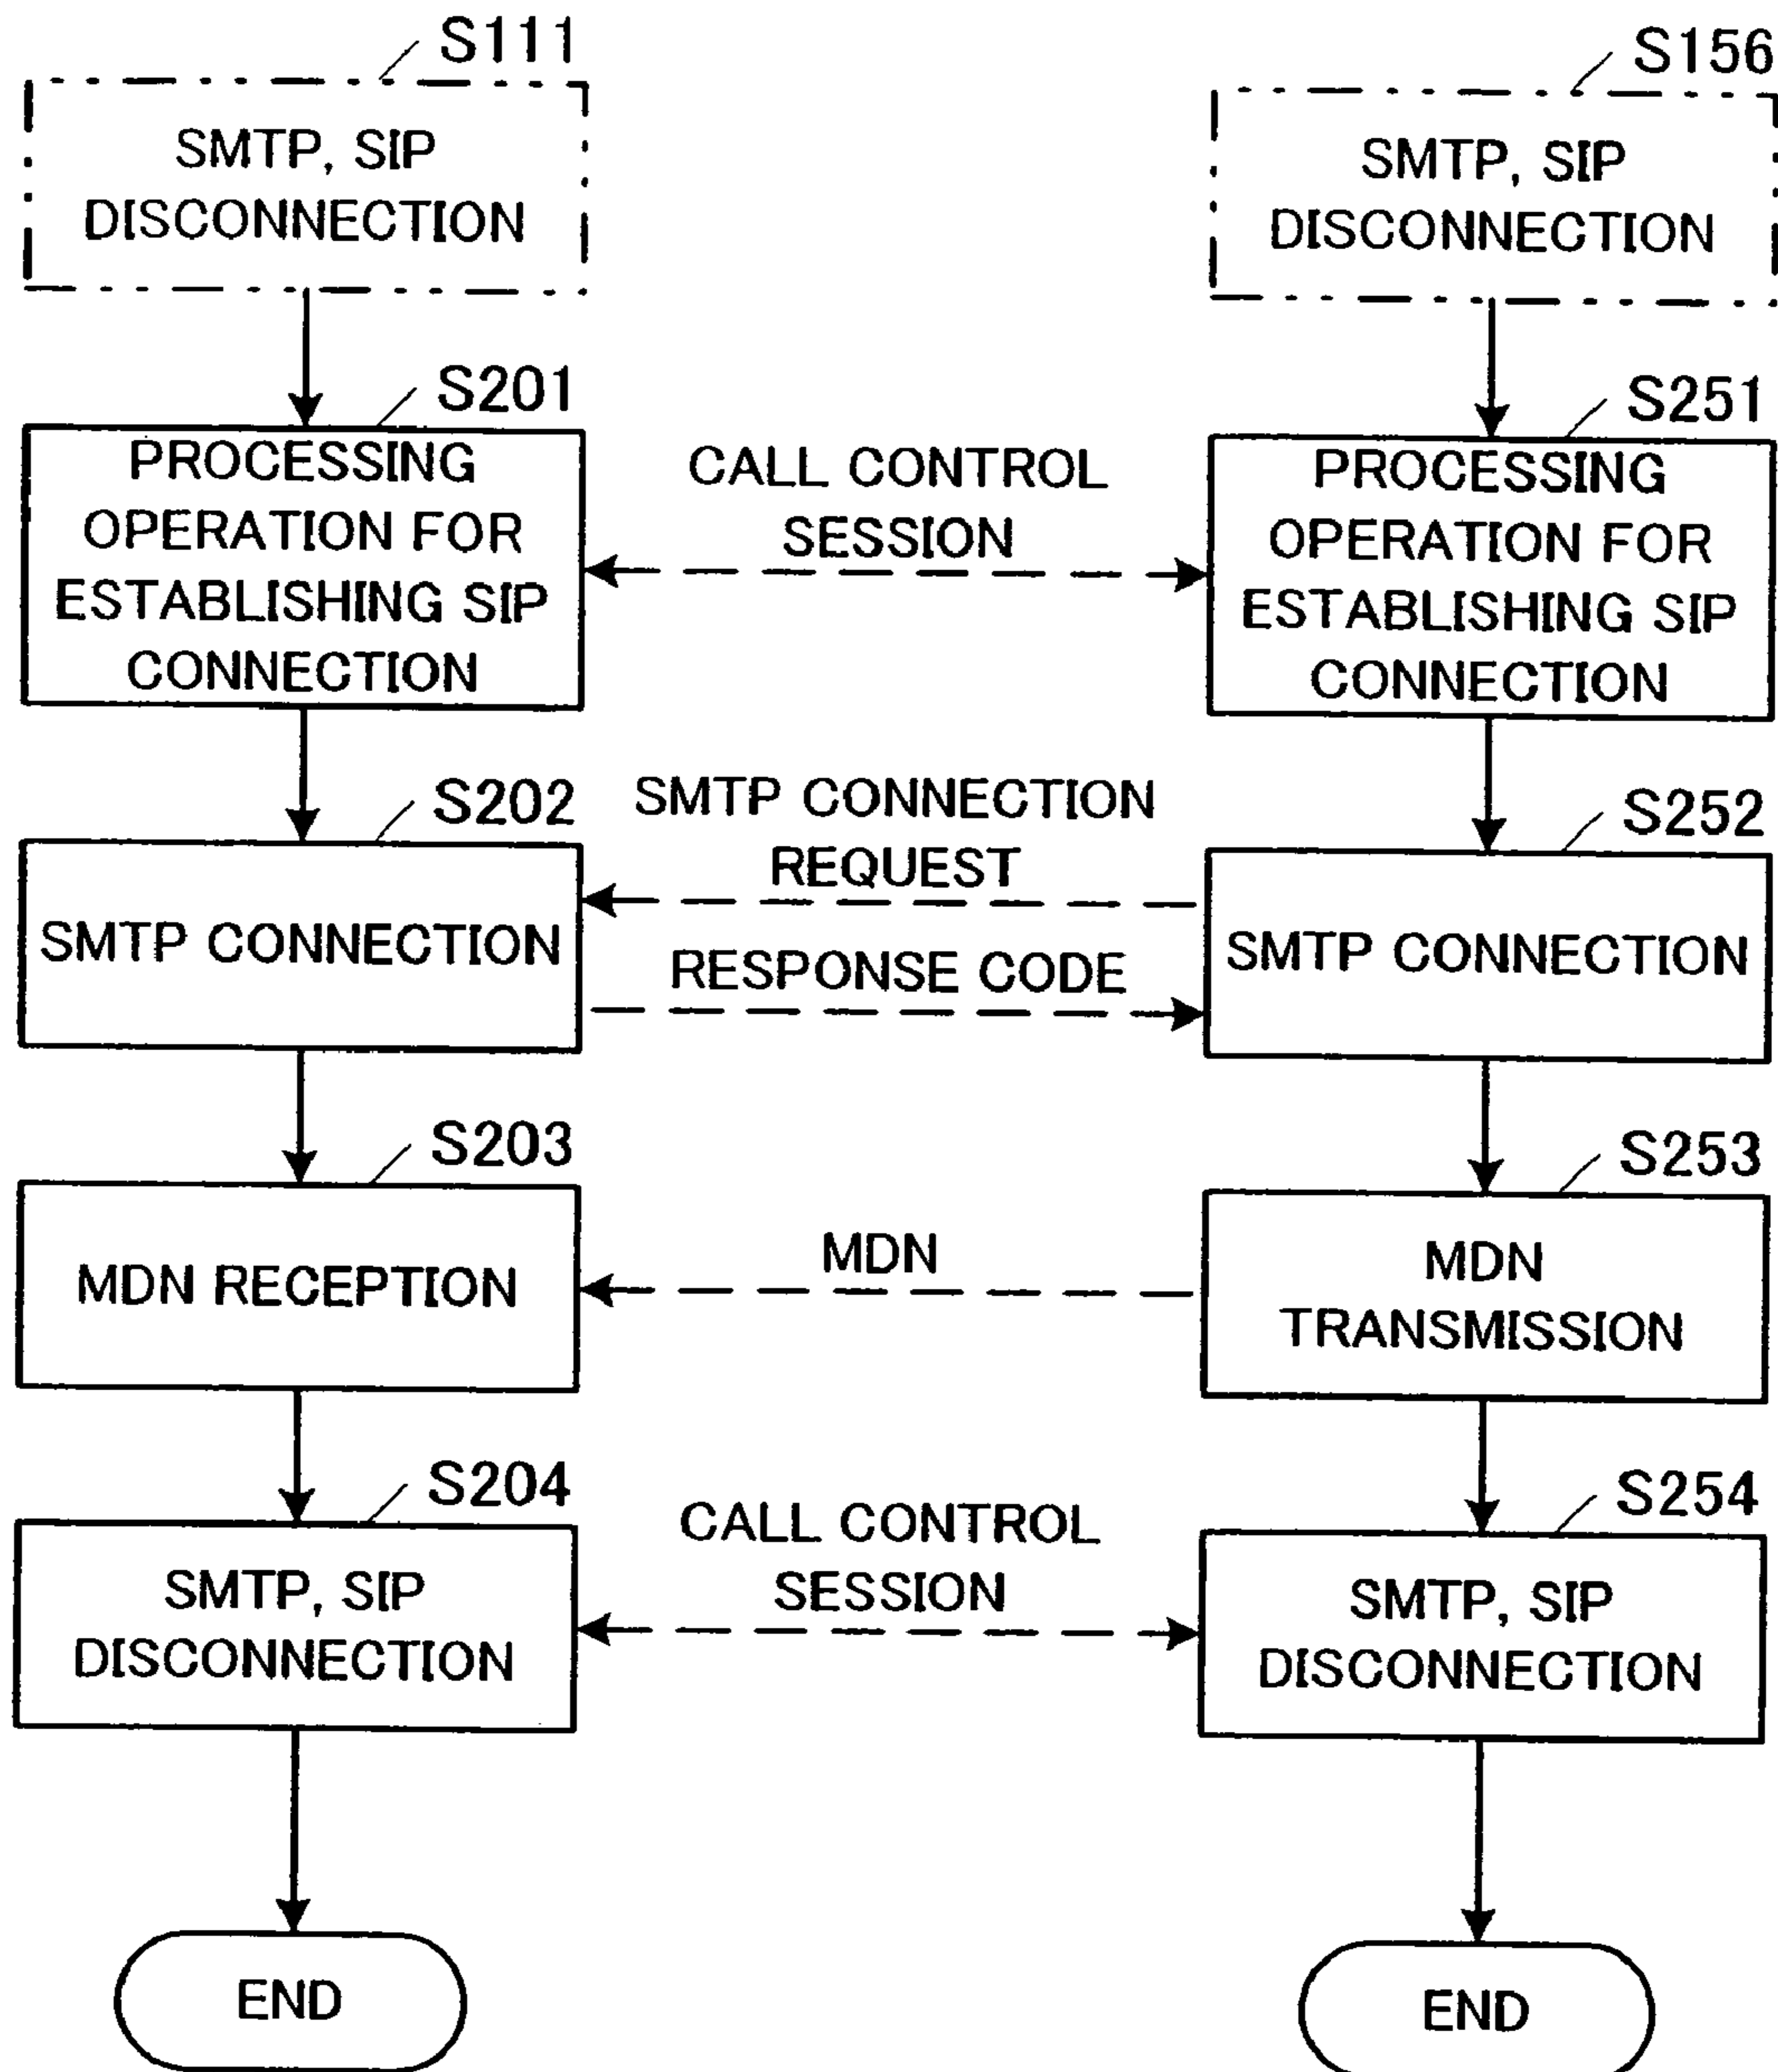 S111
SMTP, SIP
DISCONNECTION
S156
SMTP, SIP
DISCONNECTION
S201
PROCESSING
OPERATION FOR
ESTABLISHING SIP
CONNECTION
CALL CONTROL
SESSION
S251
PROCESSING
OPERATION FOR
ESTABLISHING SIP
CONNECTION
S202
SMTP CONNECTION
SMTP CONNECTION
REQUEST
RESPONSE CODE
S252
SMTP CONNECTION
S203
MDN RECEPTION
MDN
S253
MDN
TRANSMISSION
S204
SMTP, SIP
DISCONNECTION
CALL CONTROL
SESSION
S254
SMTP, SIP
DISCONNECTION
END
END